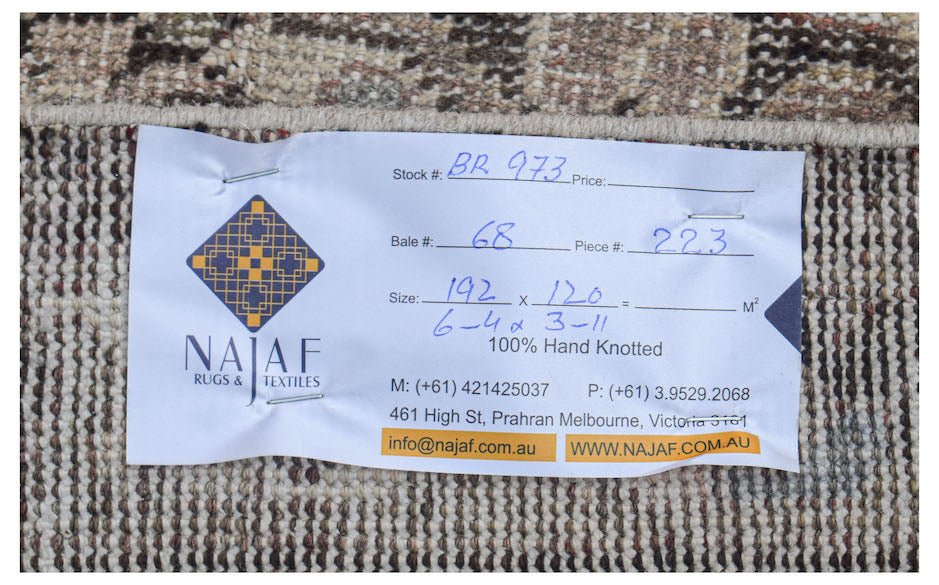 Stock #: BR 973 Price:
Bale #: 68 Piece #: 223
Size: 192 X 120 = M²
6-4 x 3-11
100% Hand Knotted
NAJAF
RUGS & TEXTILES
M: (+61) 421425037 P: (+61) 3.9529.2068
461 High St, Prahran Melbourne, Victoria 3181
info@najaf.com.au WWW.NAJAF.COM.AU